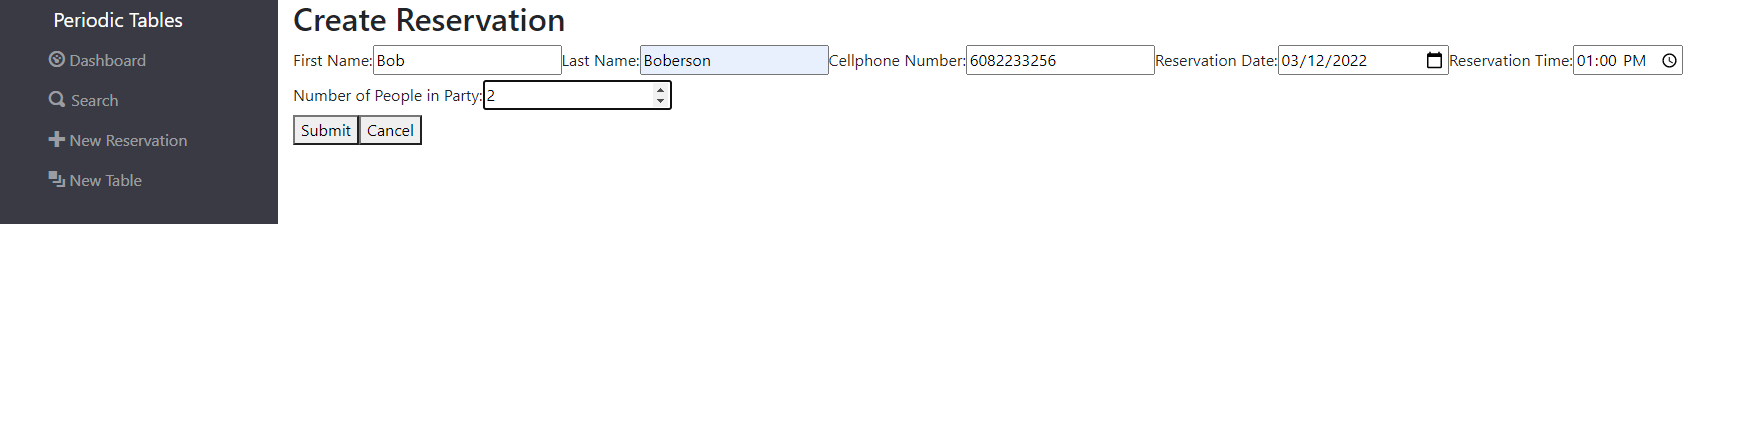 Periodic Tables
Dashboard
Search
New Reservation
New Table
Create Reservation
First Name: Bob Last Name: Boberson Cellphone Number: 6082233256 Reservation Date: 03/12/2022 Reservation Time: 01:00 PM
Number of People in Party: 2
Submit Cancel